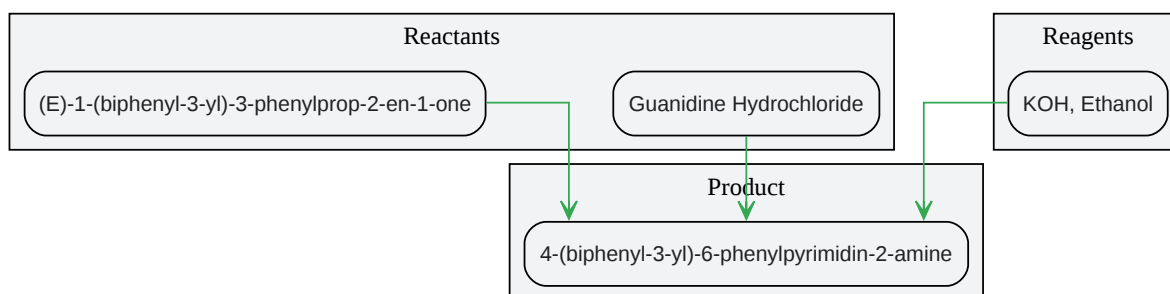 Reactants
Reagents
(E)-1-(biphenyl-3-yl)-3-phenylprop-2-en-1-one
Guanidine Hydrochloride
KOH, Ethanol
Product
4-(biphenyl-3-yl)-6-phenylpyrimidin-2-amine